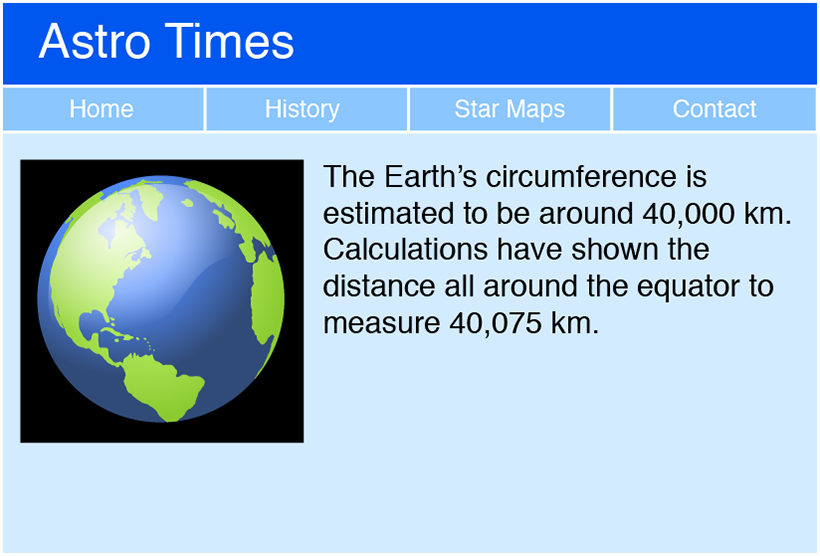 Astro Times
Home History Star Maps Contact
The Earth’s circumference is
estimated to be around 40,000 km.
Calculations have shown the
distance all around the equator to
measure 40,075 km.